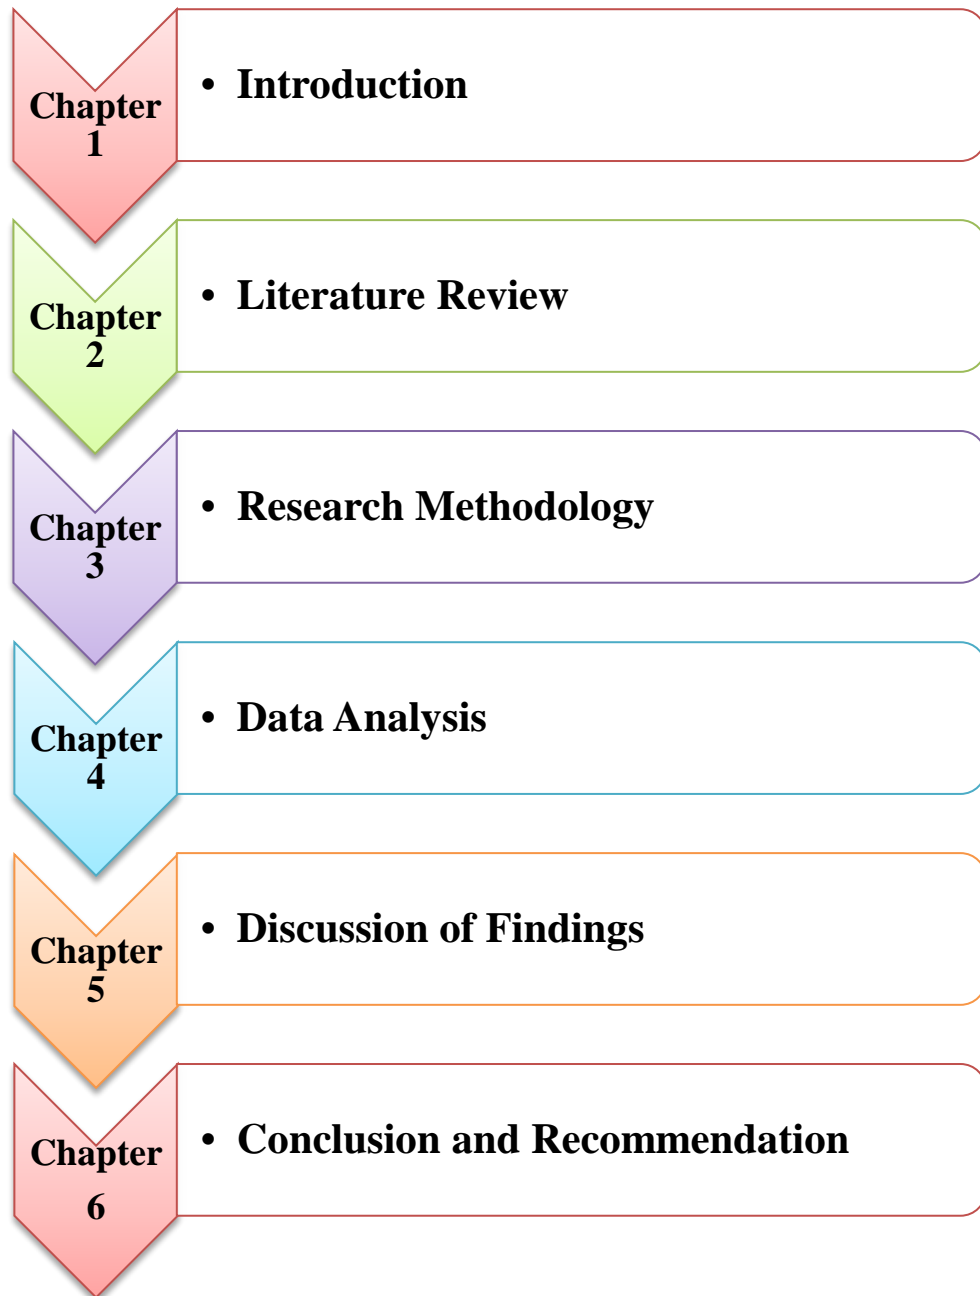 Chapter
1
• Introduction
Chapter
2
• Literature Review
Chapter
3
• Research Methodology
Chapter
4
• Data Analysis
Chapter
5
• Discussion of Findings
Chapter
6
• Conclusion and Recommendation